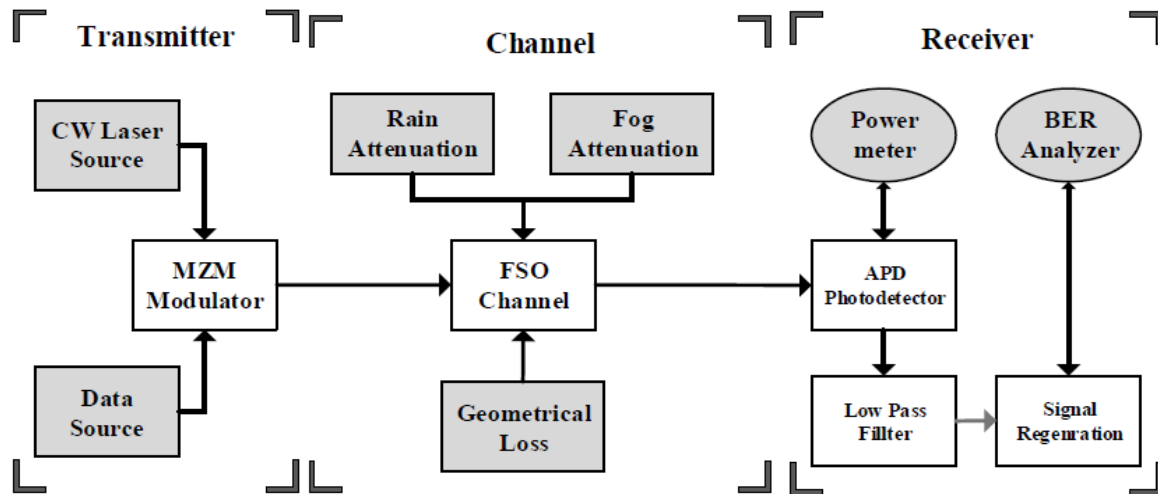 Transmitter
Channel
Receiver
CW Laser
Source
Rain
Attenuation
Fog
Attenuation
Power
meter
BER
Analyzer
MZM
Modulator
FSO
Channel
APD
Photodetector
Data
Source
Geometrical
Loss
Low Pass
Fillter
Signal
Regenration